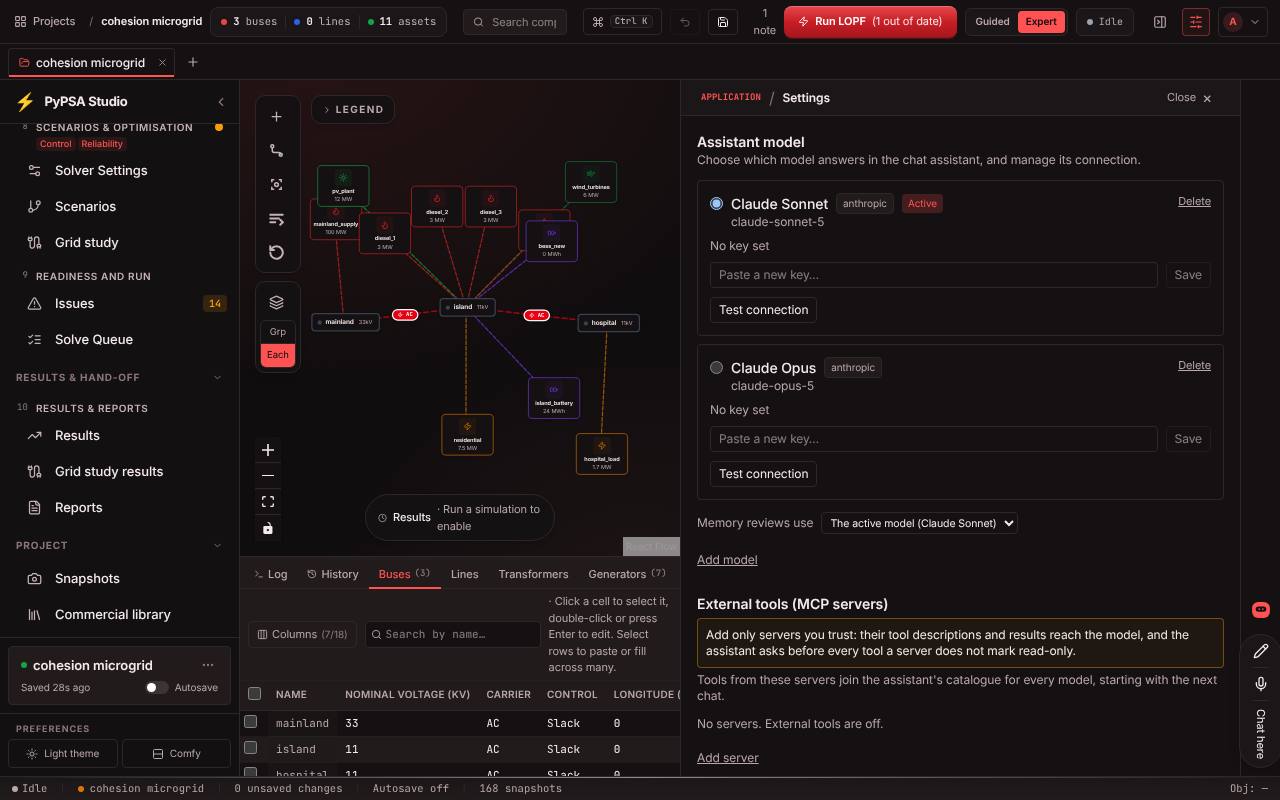 Projects / cohesion microgrid
3 buses 0 lines 11 assets
Search comp
⌘ Ctrl K
1 note
Run LOPF (1 out of date)
Guided Expert
Idle
A
cohesion microgrid
PyPSA Studio
8 SCENARIOS & OPTIMISATION
Control Reliability
Solver Settings
Scenarios
Grid study
9 READINESS AND RUN
Issues 14
Solve Queue
RESULTS & HAND-OFF
10 RESULTS & REPORTS
Results
Grid study results
Reports
PROJECT
Snapshots
Commercial library
cohesion microgrid
Saved 28s ago Autosave
PREFERENCES
Light theme Comfy
LEGEND
Grp
Each
pv_plant
12 MW
mainland_supply
100 MW
diesel_1
3 MW
diesel_2
3 MW
diesel_3
3 MW
wind_turbines
6 MW
bess_new
0 MWh
mainland 33kV
AC
island 11kV
AC
hospital 11kV
island_battery
24 MWh
residential
7.5 MW
hospital_load
1.7 MW
Results · Run a simulation to
enable
React Flow
Log History Buses (3) Lines Transformers Generators (7)
Columns (7/18)
Search by name…
· Click a cell to select it,
double-click or press
Enter to edit. Select
rows to paste or fill
across many.
NAME NOMINAL VOLTAGE (KV) CARRIER CONTROL LONGITUDE (
mainland 33 AC Slack 0
island 11 AC Slack 0
hospital 11 AC Slack 0
APPLICATION / Settings
Close
Assistant model
Choose which model answers in the chat assistant, and manage its connection.
Claude Sonnet anthropic Active Delete
claude-sonnet-5
No key set
Paste a new key... Save
Test connection
Claude Opus anthropic Delete
claude-opus-5
No key set
Paste a new key... Save
Test connection
Memory reviews use The active model (Claude Sonnet)
Add model
External tools (MCP servers)
Add only servers you trust: their tool descriptions and results reach the model, and the
assistant asks before every tool a server does not mark read-only.
Tools from these servers join the assistant's catalogue for every model, starting with the next
chat.
No servers. External tools are off.
Add server
Chat here
Idle cohesion microgrid 0 unsaved changes Autosave off 168 snapshots Obj: —